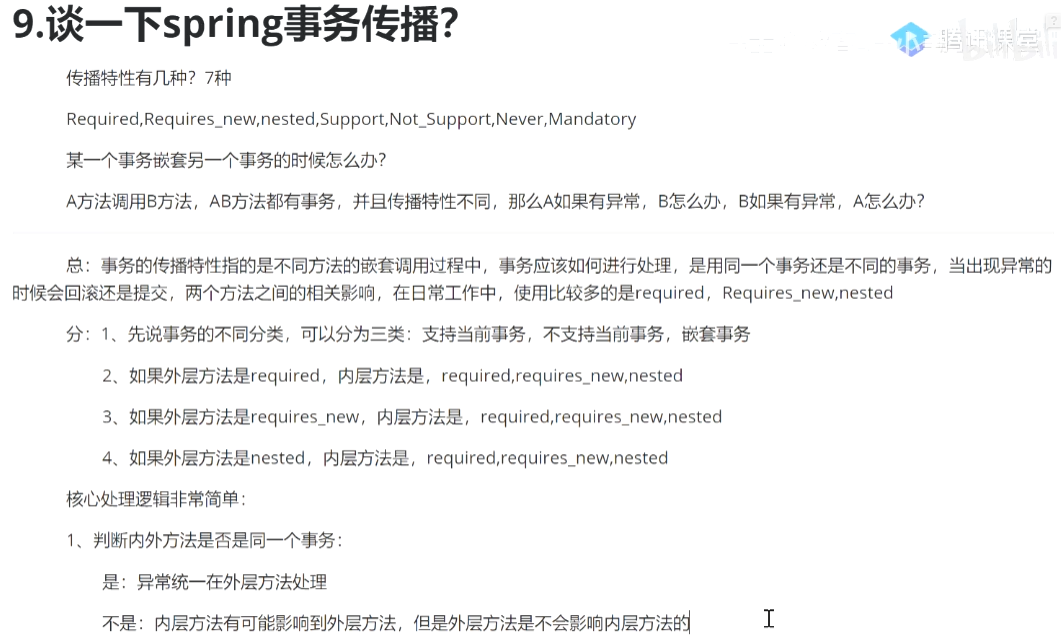 9.谈一下spring事务传播?
腾讯课堂
bilibili
传播特性有几种？7种
Required,Requires_new,nested,Support,Not_Support,Never,Mandatory
某一个事务嵌套另一个事务的时候怎么办？
A方法调用B方法，AB方法都有事务，并且传播特性不同，那么A如果有异常，B怎么办，B如果有异常，A怎么办？
总：事务的传播特性指的是不同方法的嵌套调用过程中，事务应该如何进行处理，是用同一个事务还是不同的事务，当出现异常的
时候会回滚还是提交，两个方法之间的相关影响，在日常工作中，使用比较多的是required，Requires_new,nested
分：1、先说事务的不同分类，可以分为三类：支持当前事务，不支持当前事务，嵌套事务
2、如果外层方法是required，内层方法是，required,requires_new,nested
3、如果外层方法是requires_new，内层方法是，required,requires_new,nested
4、如果外层方法是nested，内层方法是，required,requires_new,nested
核心处理逻辑非常简单：
1、判断内外方法是否是同一个事务：
是：异常统一在外层方法处理
不是：内层方法有可能影响到外层方法，但是外层方法是不会影响内层方法的